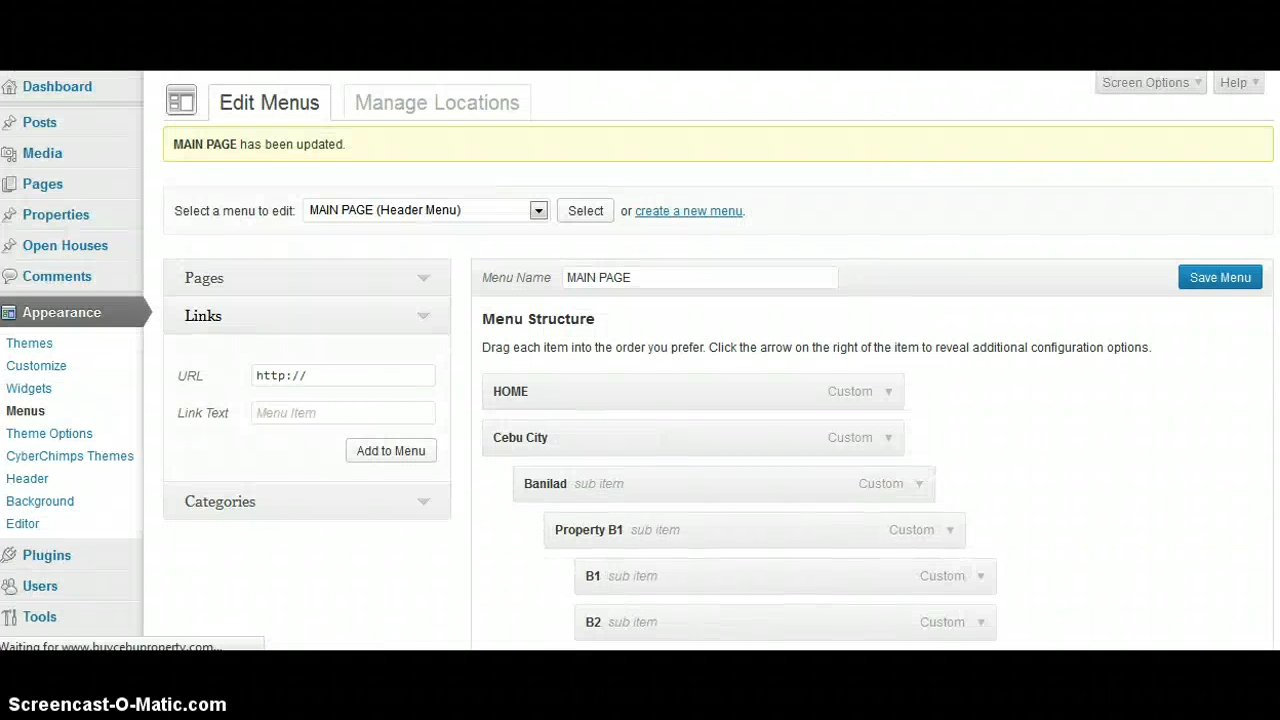 Dashboard
Posts
Media
Pages
Properties
Open Houses
Comments
Appearance
Themes
Customize
Widgets
Menus
Theme Options
CyberChimps Themes
Header
Background
Editor
Plugins
Users
Tools
Waiting for www.buycebuproperty.com...
Screen Options
Help
Edit Menus
Manage Locations
MAIN PAGE has been updated.
Select a menu to edit: MAIN PAGE (Header Menu) Select or create a new menu.
Pages
Links
URL http://
Link Text Menu Item
Add to Menu
Categories
Menu Name MAIN PAGE Save Menu
Menu Structure
Drag each item into the order you prefer. Click the arrow on the right of the item to reveal additional configuration options.
HOME Custom
Cebu City Custom
Banilad sub item Custom
Property B1 sub item Custom
B1 sub item Custom
B2 sub item Custom
Screencast-O-Matic.com